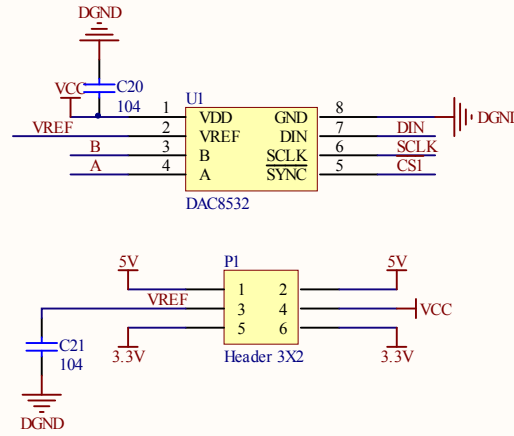 DGND
VCC
C20
104
U1
1 VDD GND 8
DGND
VREF 2 VREF DIN 7 DIN
B 3 B SCLK 6 SCLK
A 4 A SYNC 5 CS1
DAC8532
P1
5V 5V
1 2
VREF 3 4 VCC
5 6
3.3V 3.3V
Header 3X2
C21
104
DGND